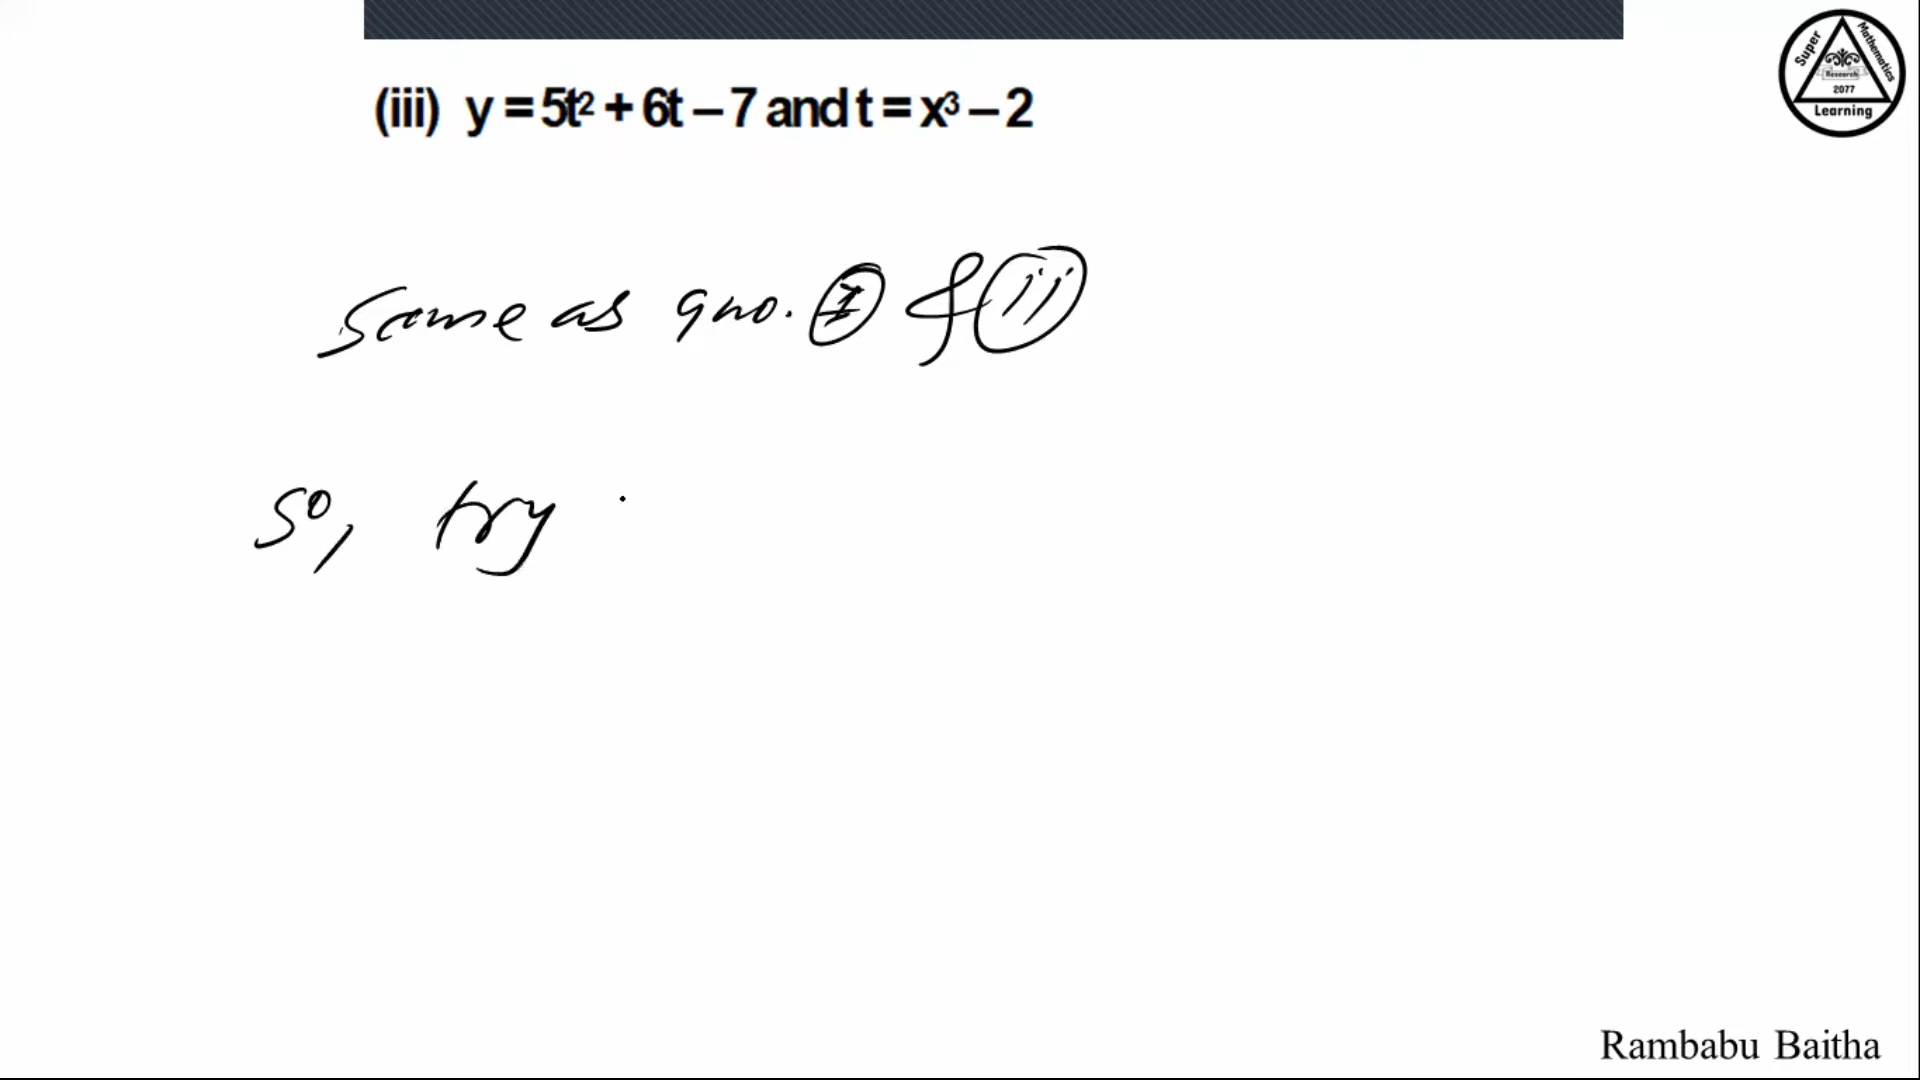 (iii) y = 5t² + 6t – 7 and t = x³ – 2
Super Mathematics
Research
2077
Learning
Same as qno. I & ii
So, try
Rambabu Baitha